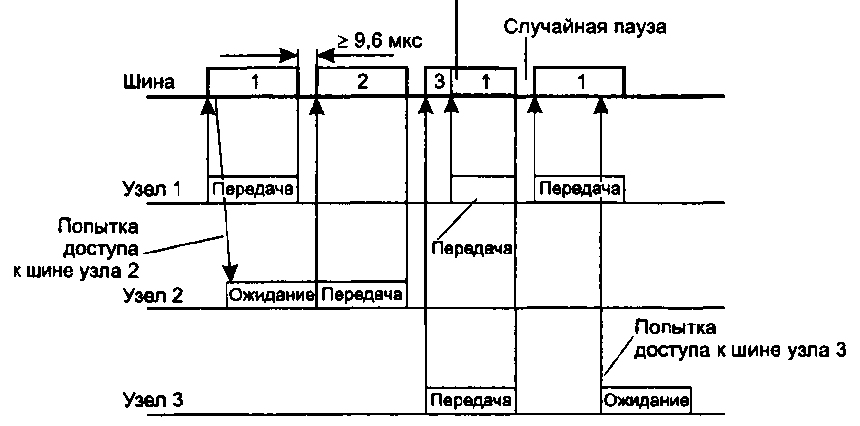 ≥ 9,6 мкс
Случайная пауза
Шина
1
2
3
1
1
Узел 1
Передача
Передача
Передача
Попытка
доступа
к шине узла 2
Узел 2
Ожидание
Передача
Попытка
доступа к шине узла 3
Узел 3
Передача
Ожидание